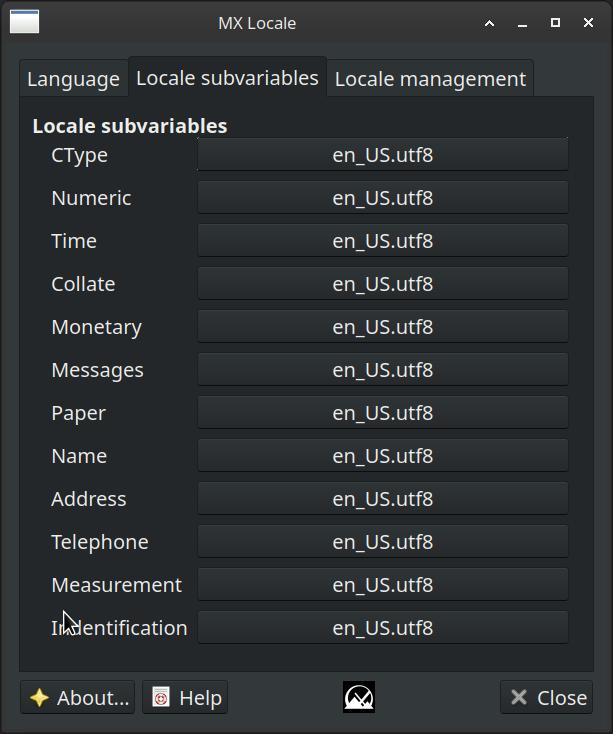 MX Locale
Language Locale subvariables Locale management
Locale subvariables
CType en_US.utf8
Numeric en_US.utf8
Time en_US.utf8
Collate en_US.utf8
Monetary en_US.utf8
Messages en_US.utf8
Paper en_US.utf8
Name en_US.utf8
Address en_US.utf8
Telephone en_US.utf8
Measurement en_US.utf8
Indentification en_US.utf8
About... Help Close